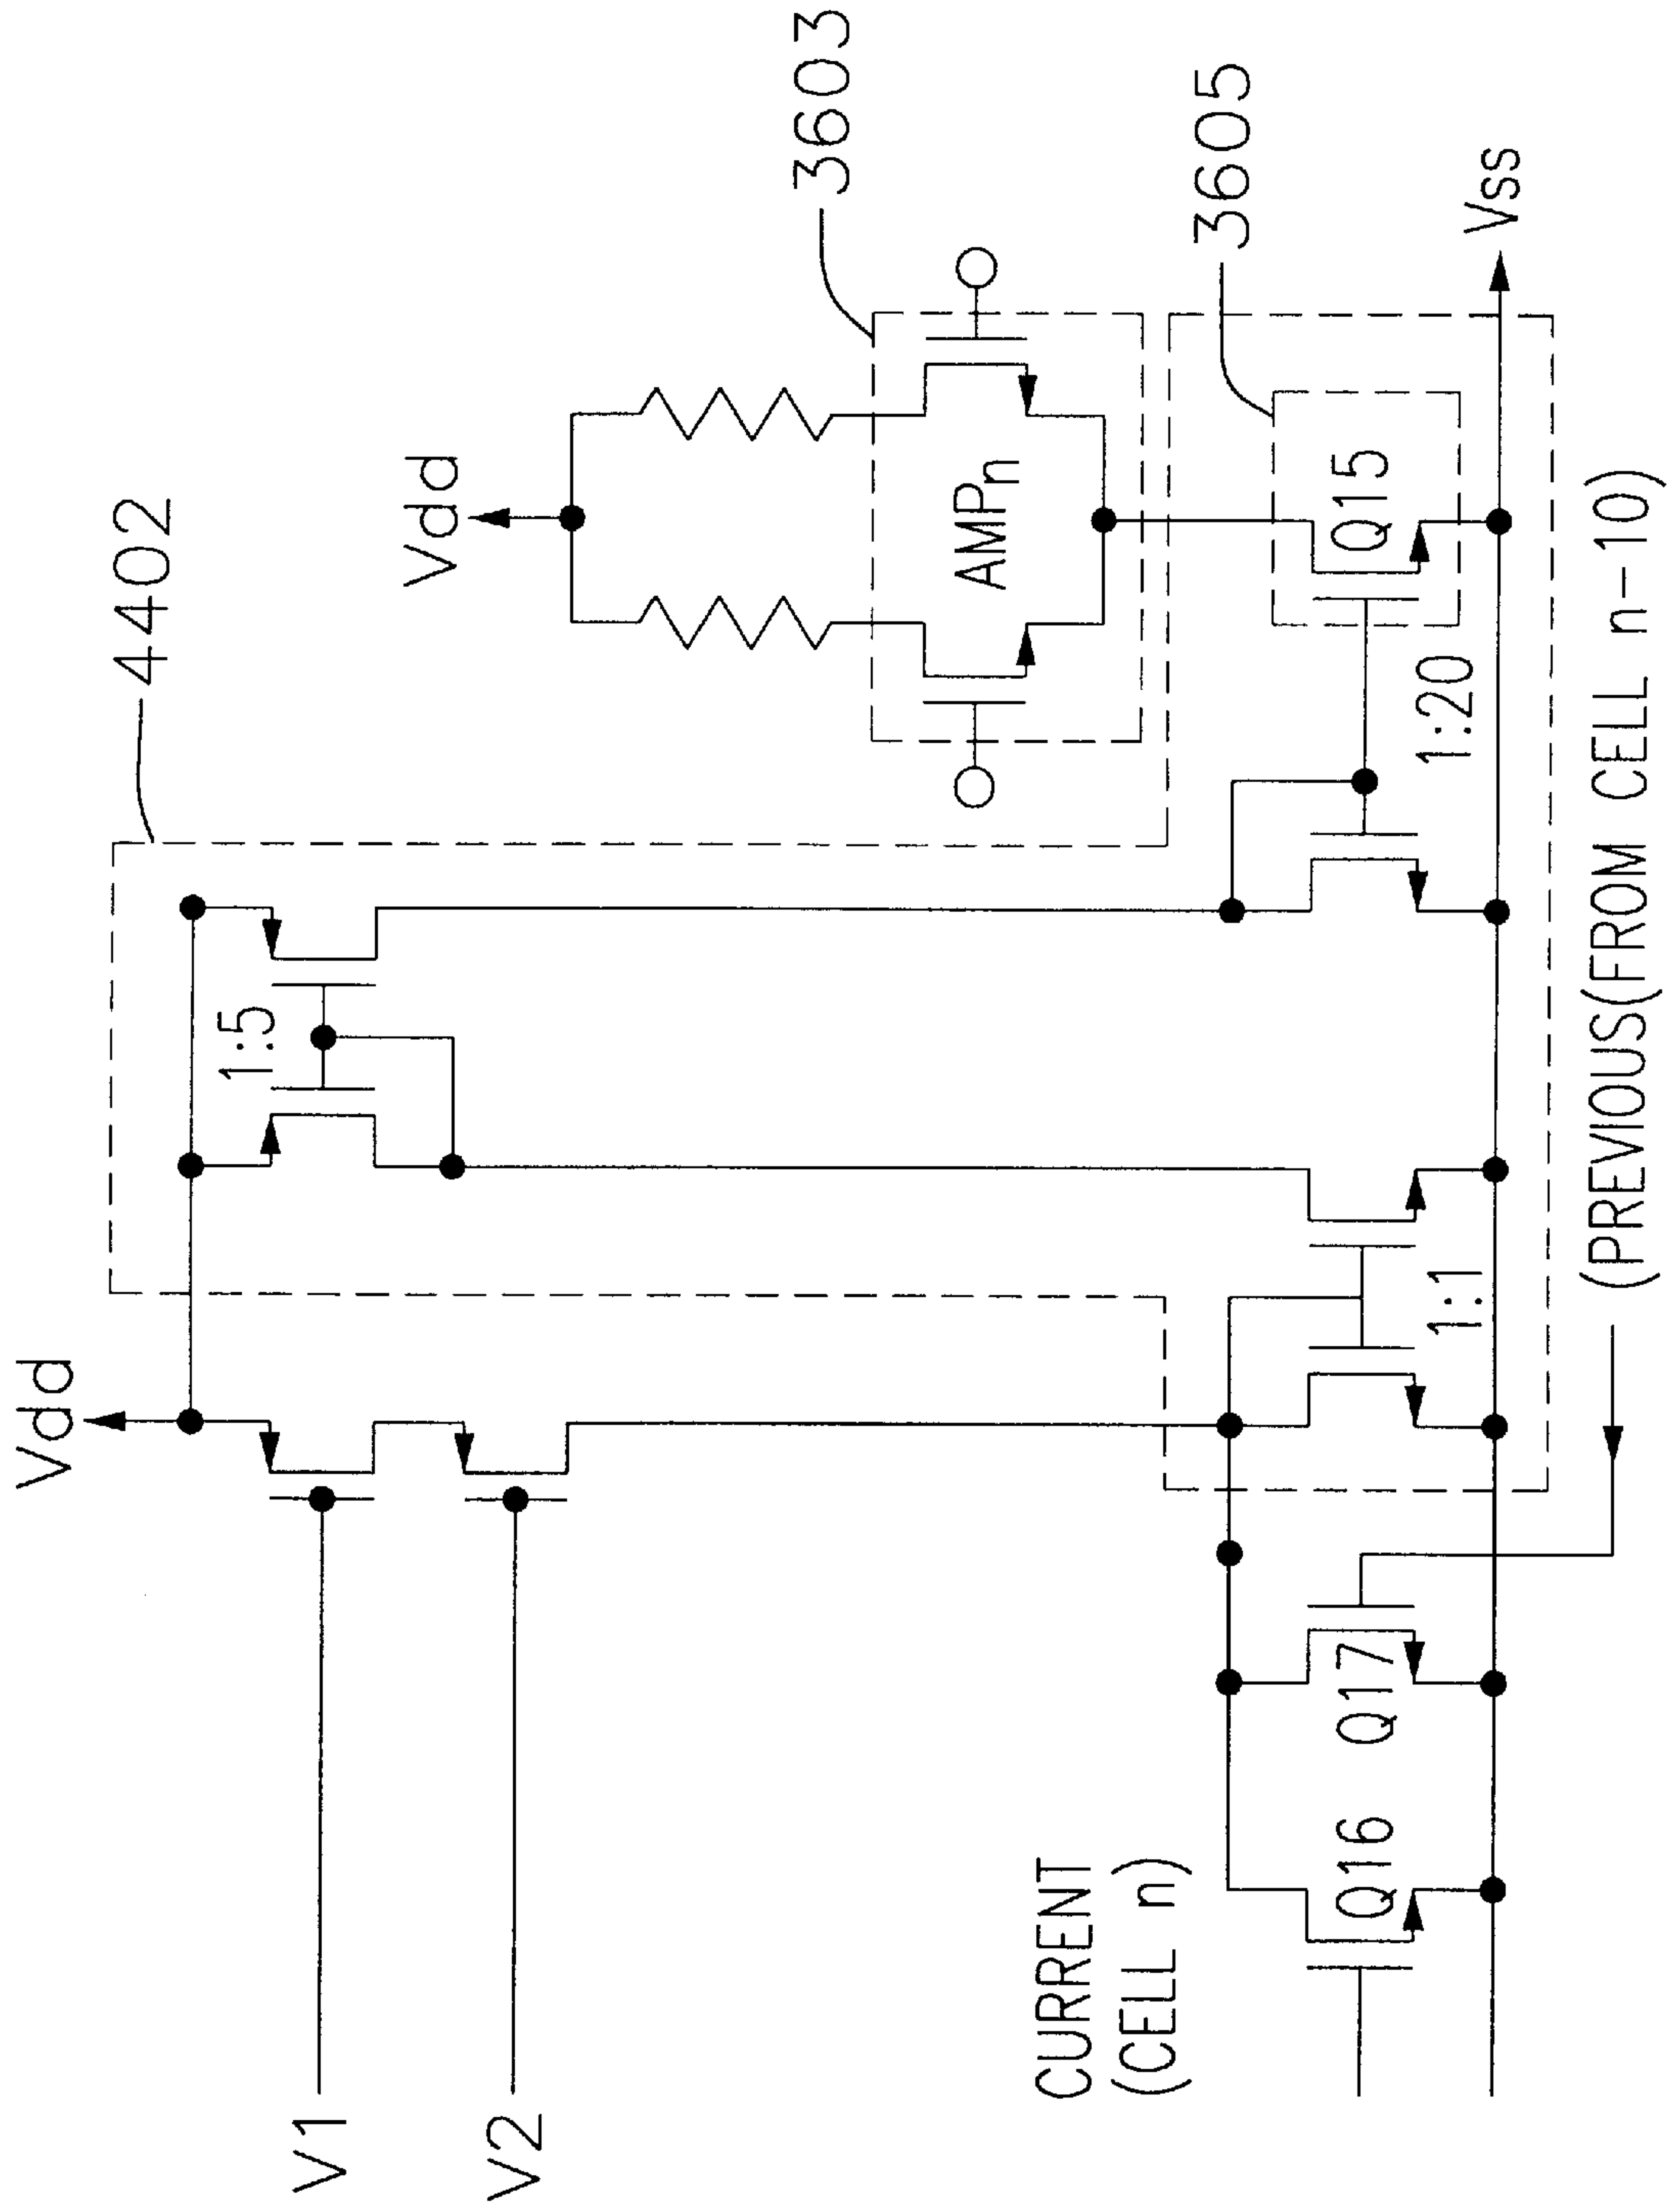 Vdd
4402
V1
V2
1:5
Vdd
3603
AMPn
CURRENT
(CELL n)
Q16
Q17
1:1
1:20
Q15
3605
Vss
(PREVIOUS(FROM CELL n-10)